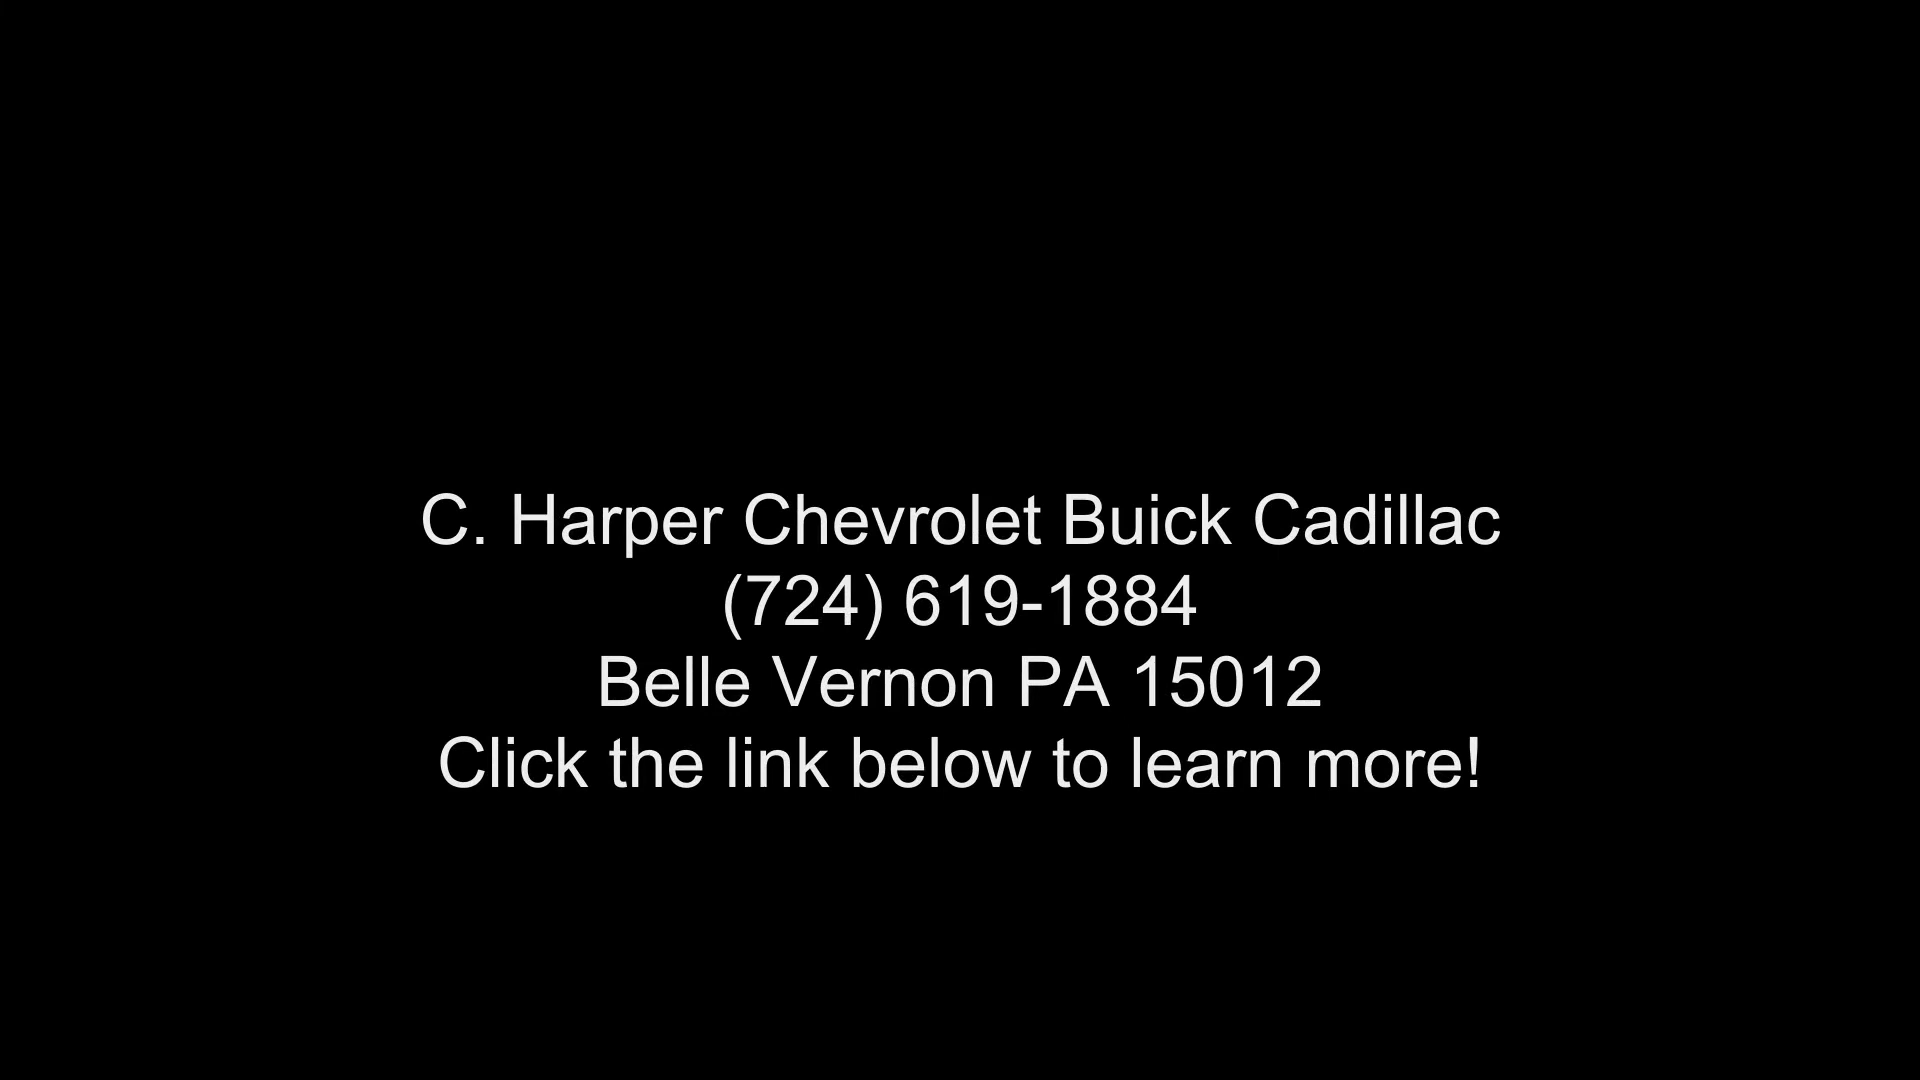 C. Harper Chevrolet Buick Cadillac
(724) 619-1884
Belle Vernon PA 15012
Click the link below to learn more!